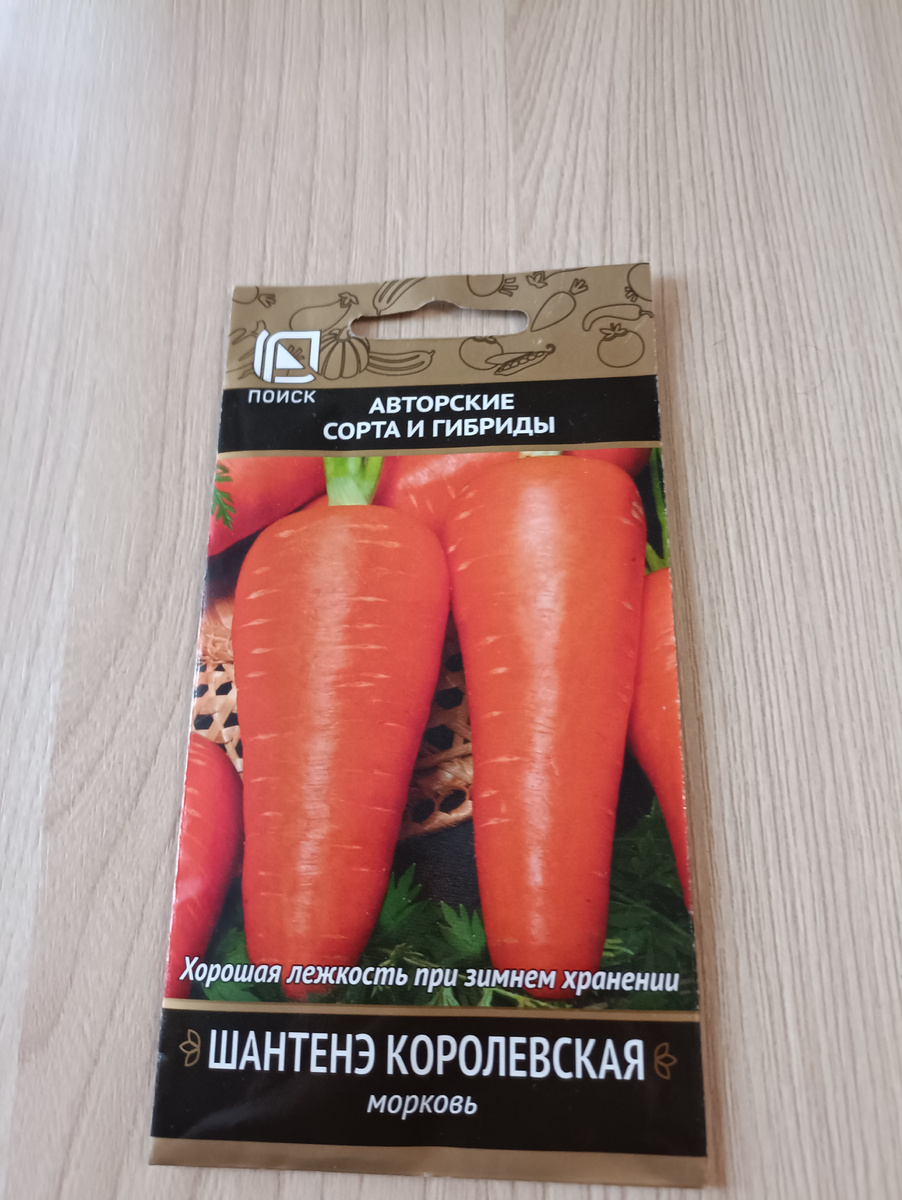 ПОИСК
АВТОРСКИЕ
СОРТА И ГИБРИДЫ
Хорошая лежкость при зимнем хранении
ШАНТЕНЭ КОРОЛЕВСКАЯ
морковь